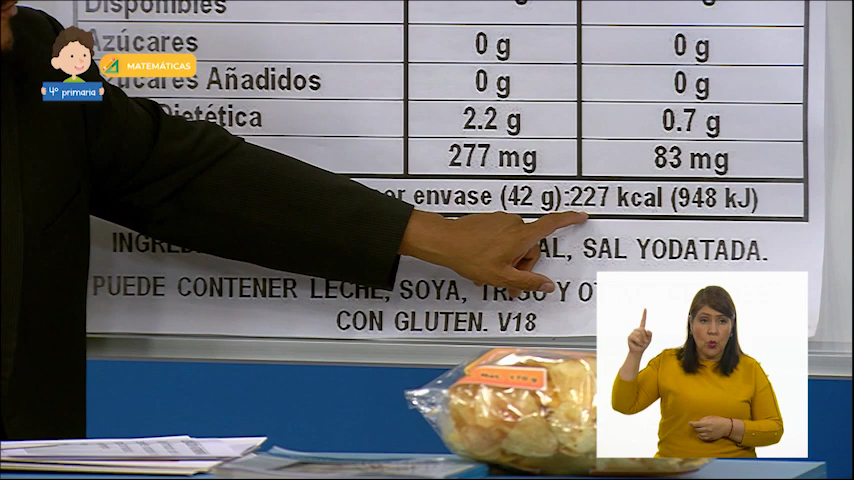 Disponibles
Azúcares 0 g 0 g
Azúcares Añadidos 0 g 0 g
Dietética 2.2 g 0.7 g
277 mg 83 mg
envase (42 g):227 kcal (948 kJ)
SAL YODATADA.
PUEDE CONTENER LECHE, SOYA, TRIGO Y
CON GLUTEN. V18
MATEMÁTICAS
4º primaria